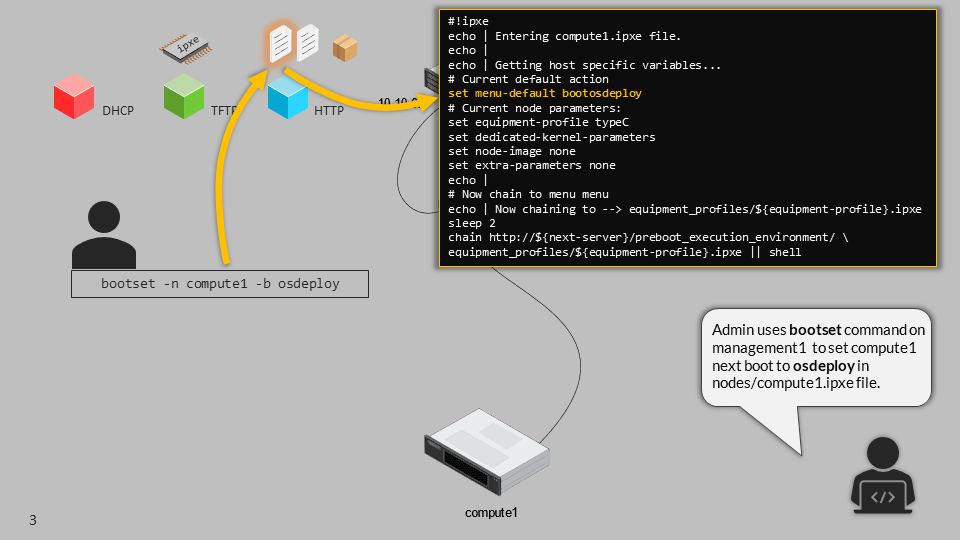 #!ipxe
echo | Entering compute1.ipxe file.
echo |
echo | Getting host specific variables...
# Current default action
set menu-default bootosdeploy
# Current node parameters:
set equipment-profile typeC
set dedicated-kernel-parameters
set node-image none
set extra-parameters none
echo |
# Now chain to menu menu
echo | Now chaining to --> equipment_profiles/${equipment-profile}.ipxe
sleep 2
chain http://${next-server}/preboot_execution_environment/ \
equipment_profiles/${equipment-profile}.ipxe || shell
ipxe
DHCP
TFTP
HTTP
10.10.0
bootset -n compute1 -b osdeploy
Admin uses bootset command on
management1 to set compute1
next boot to osdeploy in
nodes/compute1.ipxe file.
</>
compute1
3